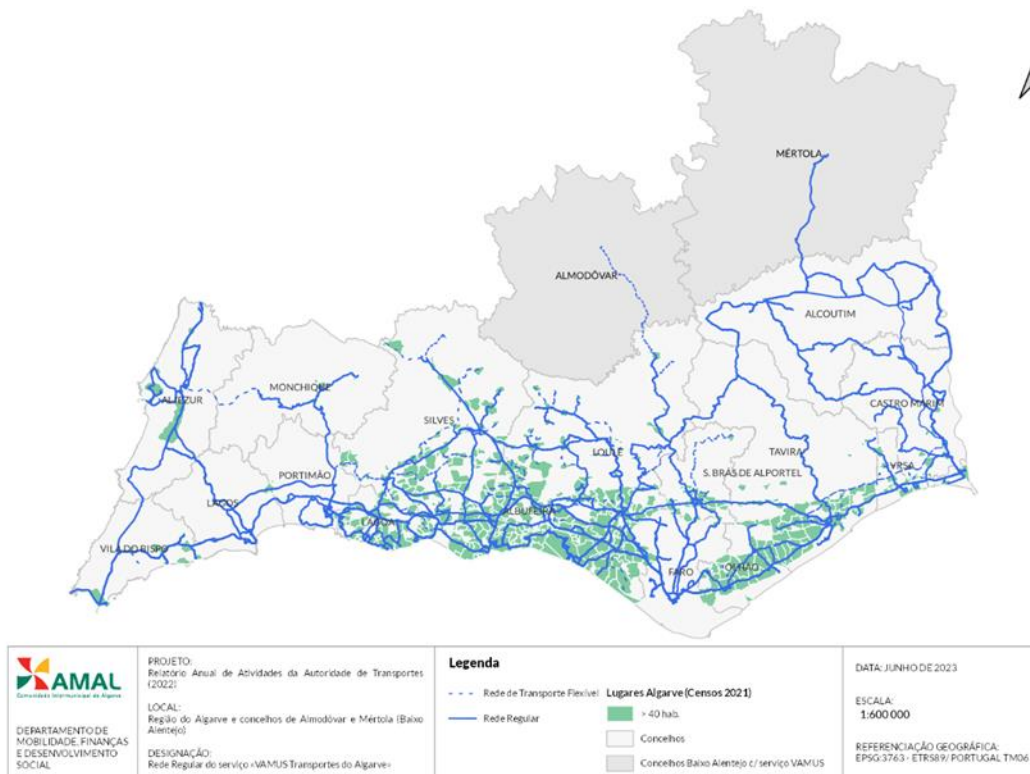 MÉRTOLA
ALMODÔVAR
ALCOUTIM
MONCHIQUE
ALJEZUR
CASTRO MARIM
SILVES
LOULÉ
TAVIRA
S. BRÁS DE ALPORTEL
VRSA
PORTIMÃO
LAGOS
LAGOA
ALBUFEIRA
VILA DO BISPO
FARO
OLHÃO
AMAL
Comunidade Intermunicipal do Algarve
DEPARTAMENTO DE
MOBILIDADE, FINANÇAS
E DESENVOLVIMENTO
SOCIAL
PROJETO:
Relatório Anual de Atividades da Autoridade de Transportes
(2022)
LOCAL:
Região do Algarve e concelhos de Almodôvar e Mértola (Baixo
Alentejo)
DESIGNAÇÃO:
Rede Regular do serviço «VAMUS Transportes do Algarve»
Legenda
Rede de Transporte Flexível
Rede Regular
Lugares Algarve (Censos 2021)
> 40 hab.
Concelhos
Concelhos Baixo Alentejo c/ serviço VAMUS
DATA: JUNHO DE 2023
ESCALA:
1:600 000
REFERENCIAÇÃO GEOGRÁFICA:
EPSG:3763 - ETRS89/ PORTUGAL TM06